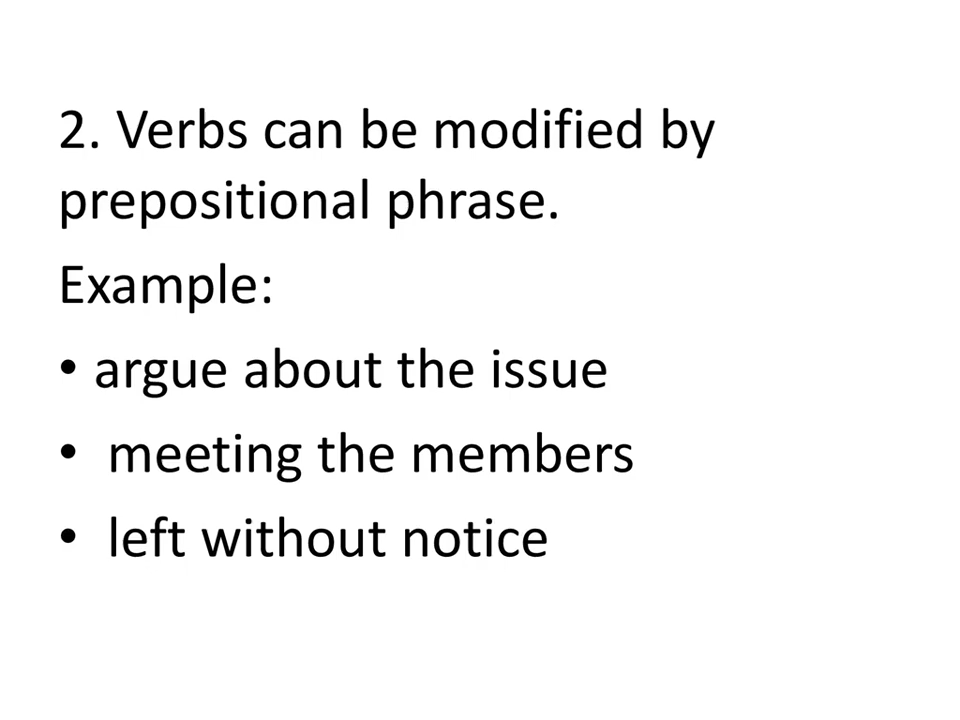 2. Verbs can be modified by
prepositional phrase.
Example:
• argue about the issue
• meeting the members
• left without notice